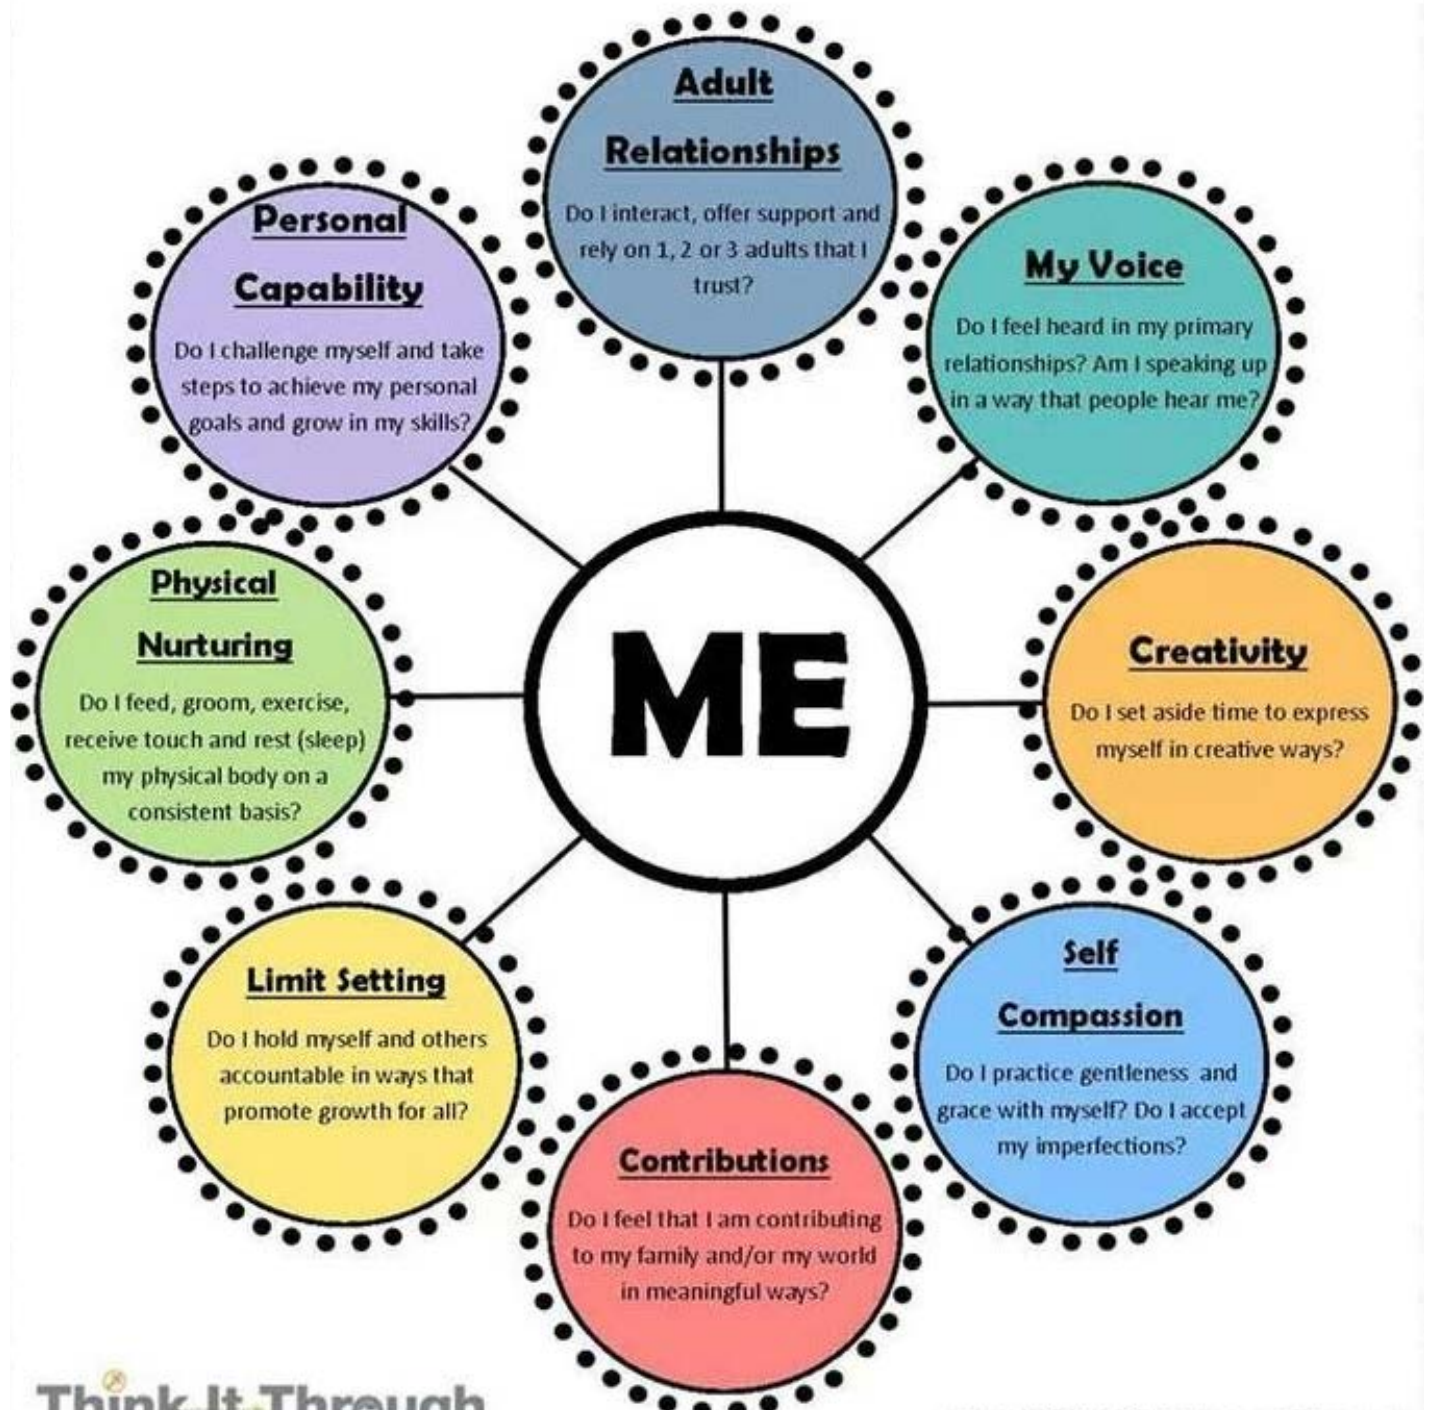 Adult
Relationships
Do I interact, offer support and
rely on 1, 2 or 3 adults that I
trust?
My Voice
Do I feel heard in my primary
relationships? Am I speaking up
in a way that people hear me?
Creativity
Do I set aside time to express
myself in creative ways?
Self
Compassion
Do I practice gentleness and
grace with myself? Do I accept
my imperfections?
Contributions
Do I feel that I am contributing
to my family and/or my world
in meaningful ways?
Limit Setting
Do I hold myself and others
accountable in ways that
promote growth for all?
Physical
Nurturing
Do I feed, groom, exercise,
receive touch and rest (sleep)
my physical body on a
consistent basis?
Personal
Capability
Do I challenge myself and take
steps to achieve my personal
goals and grow in my skills?
ME
Think-It-Through